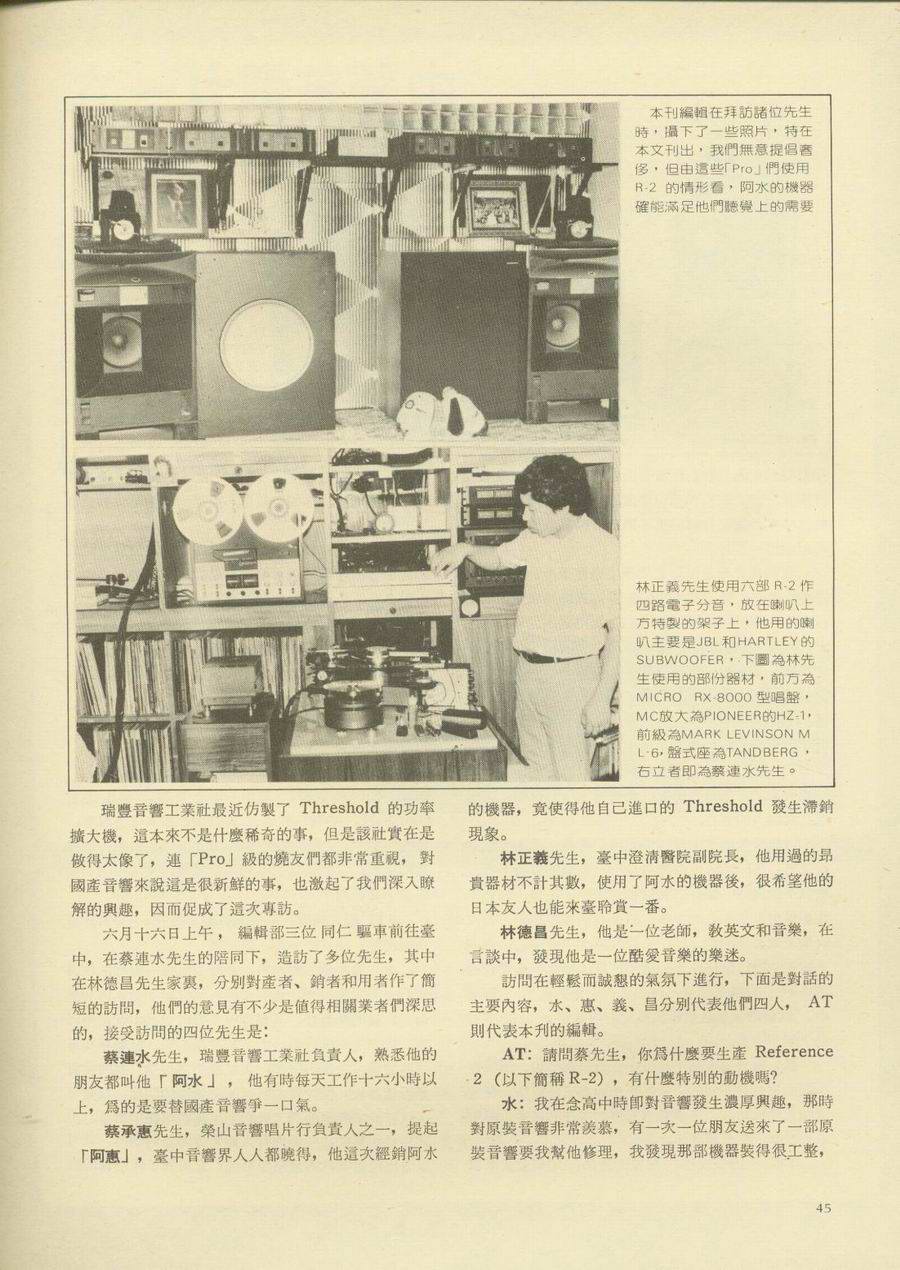 本刊編輯在拜訪諸位先生
時，攝下了一些照片，特在
本文刊出，我們無意提倡奢
侈，但由這些「Pro」們使用
R-2 的情形看，阿水的機器
確能滿足他們聽覺上的需要
林正義先生使用六部 R-2 作
四路電子分音，放在喇叭上
方特製的架子上，他用的喇
叭主要是JBL和HARTLEY的
SUBWOOFER，下圖為林先
生使用的部份器材，前方為
MICRO RX-8000 型唱盤，
MC放大為PIONEER的HZ-1，
前級為MARK LEVINSON M
L-6，盤式座為TANDBERG，
右立者即為蔡連水先生。
瑞豐音響工業社最近仿製了 Threshold 的功率
擴大機，這本來不是什麼稀奇的事，但是該社實在是
做得太像了，連「Pro」級的燒友們都非常重視，對
國產音響來說這是很新鮮的事，也激起了我們深入瞭
解的興趣，因而促成了這次專訪。
六月十六日上午，編輯部三位同仁驅車前往臺
中，在蔡連水先生的陪同下，造訪了多位先生，其中
在林德昌先生家裏，分別對產者、銷者和用者作了簡
短的訪問，他們的意見有不少是值得相關業者們深思
的，接受訪問的四位先生是：
蔡連水先生，瑞豐音響工業社負責人，熟悉他的
朋友都叫他「阿水」，他有時每天工作十六小時以
上，爲的是要替國產音響爭一口氣。
蔡承惠先生，榮山音響唱片行負責人之一，提起
「阿惠」，臺中音響界人人都曉得，他這次經銷阿水
的機器，竟使得他自己進口的 Threshold 發生滯銷
現象。
林正義先生，臺中澄清醫院副院長，他用過的昂
貴器材不計其數，使用了阿水的機器後，很希望他的
日本友人也能來臺聆賞一番。
林德昌先生，他是一位老師，敎英文和音樂，在
言談中，發現他是一位酷愛音樂的樂迷。
訪問在輕鬆而誠懇的氣氛下進行，下面是對話的
主要內容，水、惠、義、昌分別代表他們四人，AT
則代表本刋的編輯。
AT：請問蔡先生，你爲什麼要生產 Reference
2 （以下簡稱 R-2），有什麼特別的動機嗎？
水：我在念高中時卽對音響發生濃厚興趣，那時
對原裝音響非常羨慕，有一次一位朋友送來了一部原
裝音響要我幫他修理，我發現那部機器裝得很工整，
45